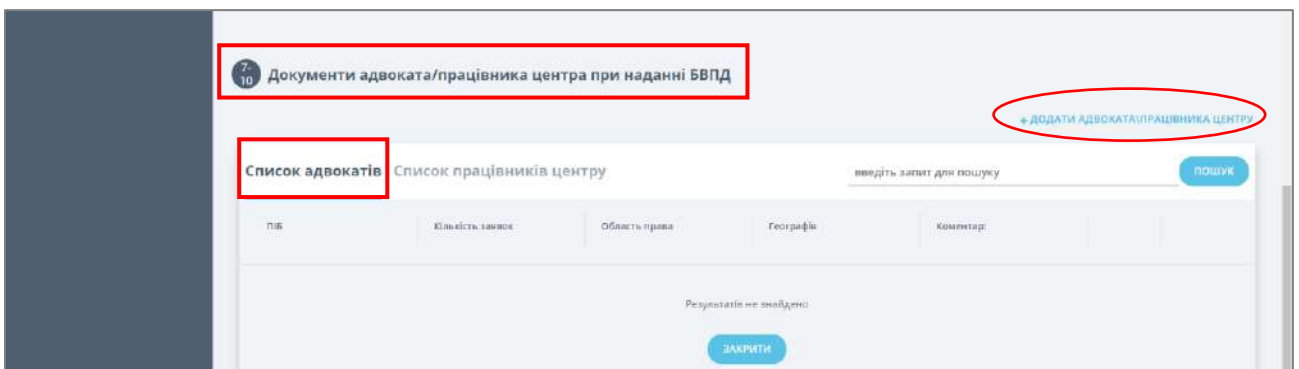 7-
10
Документи адвоката/працівника центра при наданні БВПД
+ ДОДАТИ АДВОКАТА\ПРАЦІВНИКА ЦЕНТРУ
Список адвокатів Список працівників центру введіть запит для пошуку ПОШУК
ПІБ Кількість заявок Область права Географія Коментар:
Результатів не знайдено
ЗАКРИТИ